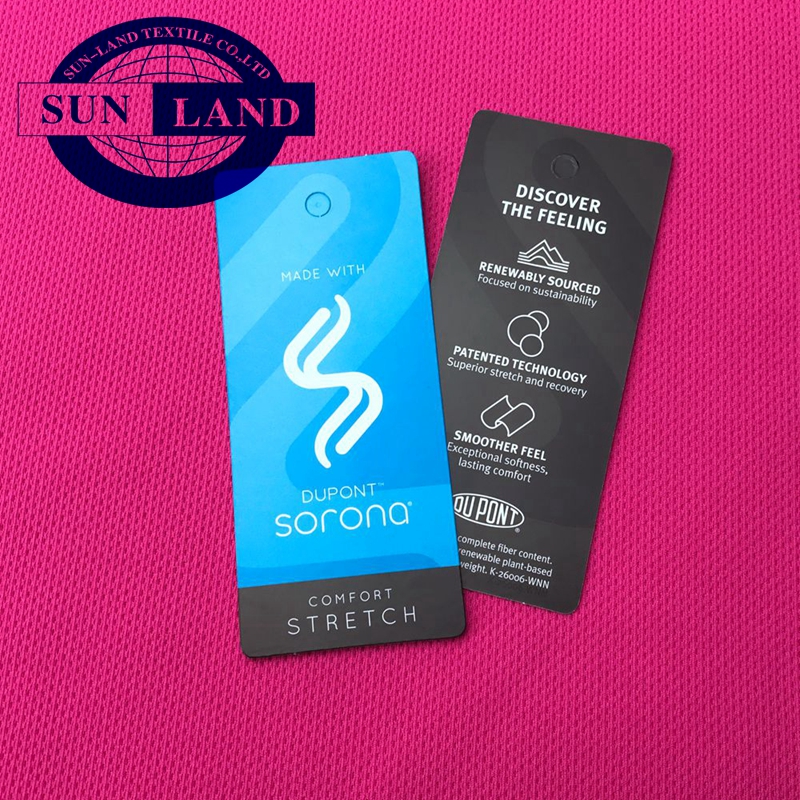 SUN-LAND TEXTILE CO.,LTD
SUN LAND
MADE WITH
DUPONT™
sorona®
COMFORT
STRETCH
DISCOVER
THE FEELING
RENEWABLY SOURCED
Focused on sustainability
PATENTED TECHNOLOGY
Superior stretch and recovery
SMOOTHER FEEL
Exceptional softness,
lasting comfort
DU PONT®
complete fiber content.
renewable plant-based
weight. K-26006-WNN